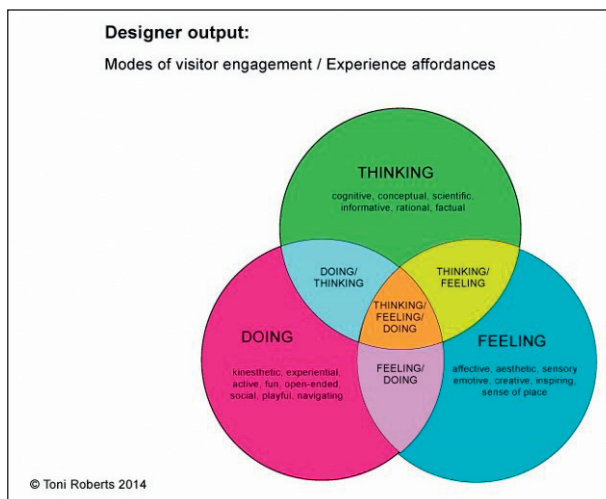 Designer output:
Modes of visitor engagement / Experience affordances
THINKING
cognitive, conceptual, scientific,
informative, rational, factual
DOING/
THINKING
THINKING/
FEELING
THINKING/
FEELING/
DOING
DOING
kinesthetic, experiential,
active, fun, open-ended,
social, playful, navigating
FEELING
affective, aesthetic, sensory
emotive, creative, inspiring,
sense of place
FEELING/
DOING
© Toni Roberts 2014